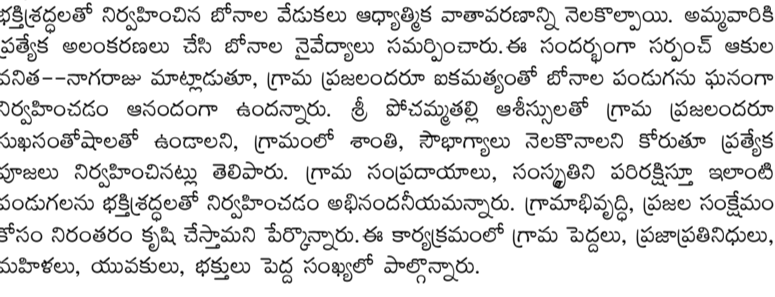 భక్తిశ్రద్ధలతో నిర్వహించిన బోనాల వేడుకలు ఆధ్యాత్మిక వాతావరణాన్ని నెలకొల్పాయి. అమ్మవారికి
ప్రత్యేక అలంకరణలు చేసి బోనాల నైవేద్యాలు సమర్పించారు.ఈ సందర్భంగా సర్పంచ్ ఆకుల
వనిత--నాగరాజు మాట్లాడుతూ, గ్రామ ప్రజలందరూ ఐకమత్యంతో బోనాల పండుగను ఘనంగా
నిర్వహించడం ఆనందంగా ఉందన్నారు. శ్రీ పోచమ్మతల్లి ఆశీస్సులతో గ్రామ ప్రజలందరూ
సుఖసంతోషాలతో ఉండాలని, గ్రామంలో శాంతి, సౌభాగ్యాలు నెలకొనాలని కోరుతూ ప్రత్యేక
పూజలు నిర్వహించినట్లు తెలిపారు. గ్రామ సంప్రదాయాలు, సంస్కృతిని పరిరక్షిస్తూ ఇలాంటి
పండుగలను భక్తిశ్రద్ధలతో నిర్వహించడం అభినందనీయమన్నారు. గ్రామాభివృద్ధి, ప్రజల సంక్షేమం
కోసం నిరంతరం కృషి చేస్తామని పేర్కొన్నారు.ఈ కార్యక్రమంలో గ్రామ పెద్దలు, ప్రజాప్రతినిధులు,
మహిళలు, యువకులు, భక్తులు పెద్ద సంఖ్యలో పాల్గొన్నారు.